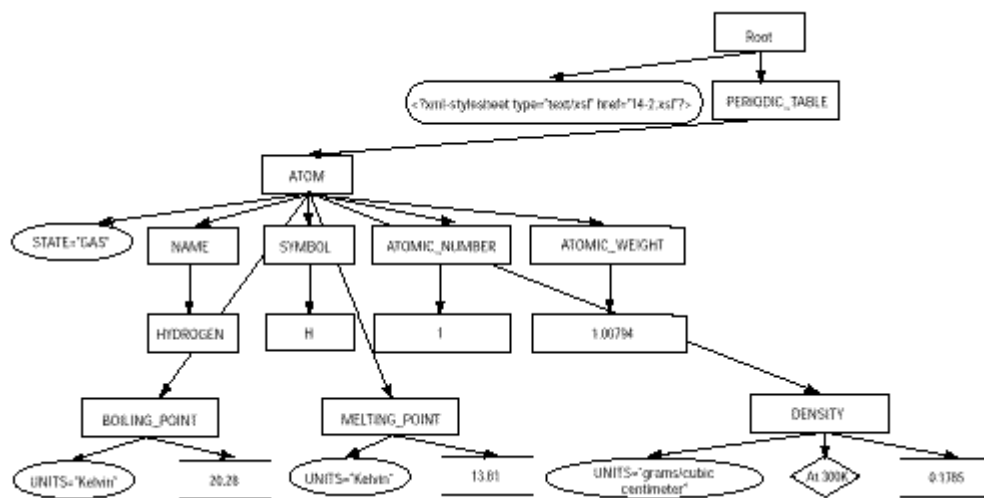 Root
<?xml-stylesheet type="text/xsl" href="14-2.xsl"?>
PERIODIC_TABLE
ATOM
STATE="GAS"
NAME
SYMBOL
ATOMIC_NUMBER
ATOMIC_WEIGHT
HYDROGEN
H
1
1.00794
BOILING_POINT
MELTING_POINT
DENSITY
UNITS="Kelvin"
20.28
UNITS="Kelvin"
13.81
UNITS="grams/cubic
centimeter"
At 300K
0.1785